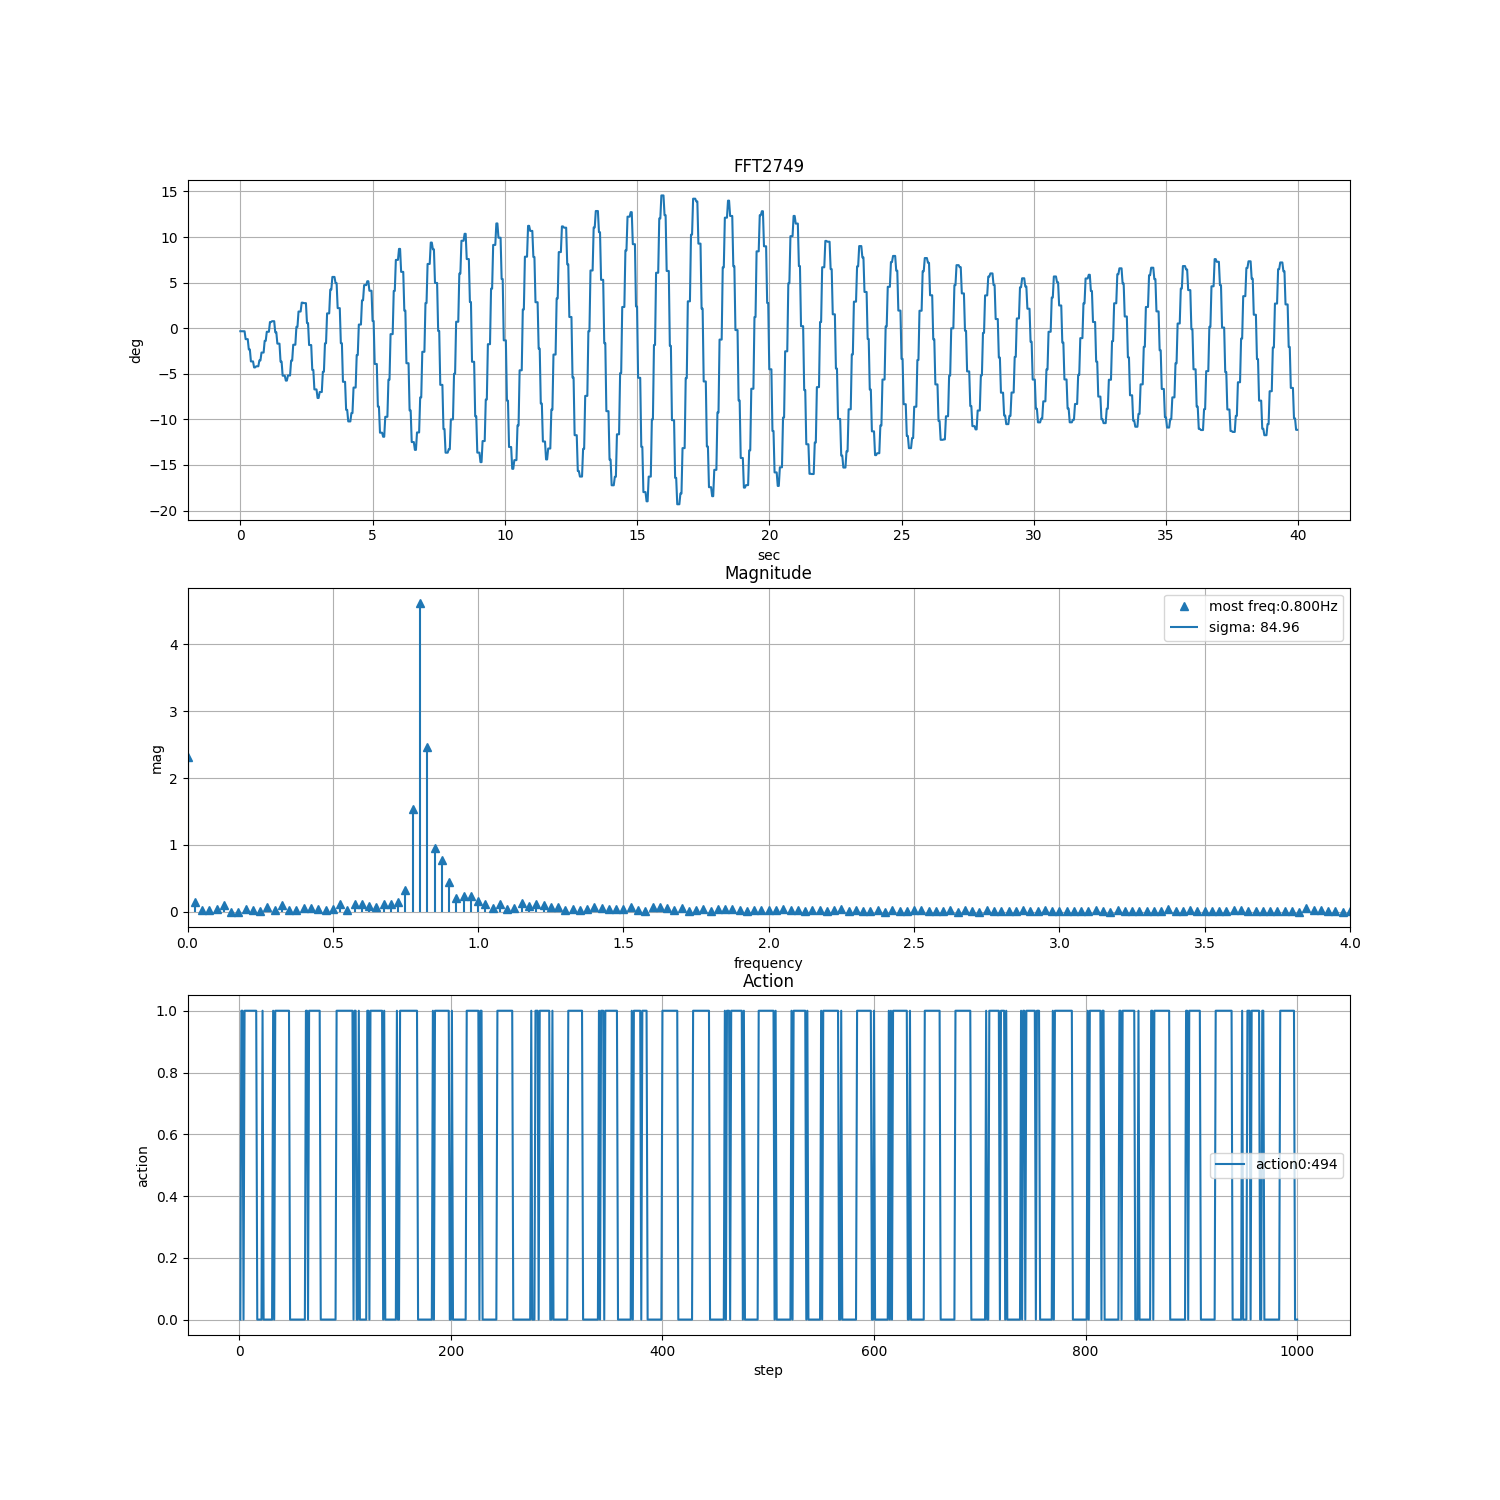 FFT2749
15
10
5
0
−5
−10
−15
−20
deg
0 5 10 15 20 25 30 35 40
sec
Magnitude
most freq:0.800Hz
sigma: 84.96
4
3
2
1
0
mag
0.0 0.5 1.0 1.5 2.0 2.5 3.0 3.5 4.0
frequency
Action
1.0
0.8
0.6
0.4
0.2
0.0
action
action0:494
0 200 400 600 800 1000
step